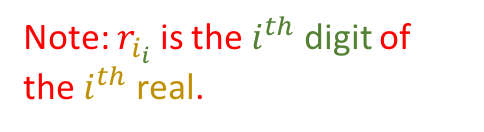 Note: $r_{i_i}$ is the $i^{th}$ digit of
the $i^{th}$ real.